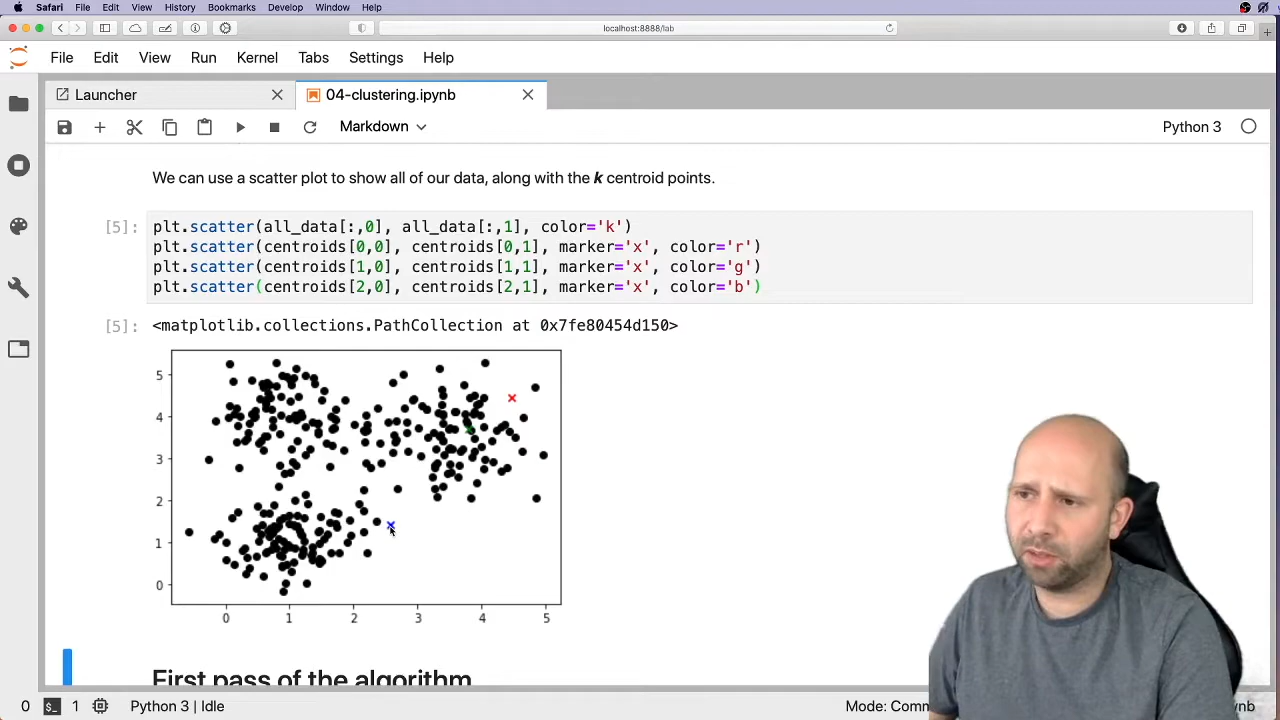 Safari File Edit View History Bookmarks Develop Window Help
localhost:8888/lab
File Edit View Run Kernel Tabs Settings Help
Launcher
04-clustering.ipynb
Markdown
Python 3
We can use a scatter plot to show all of our data, along with the k centroid points.
[5]: plt.scatter(all_data[:,0], all_data[:,1], color='k')
plt.scatter(centroids[0,0], centroids[0,1], marker='x', color='r')
plt.scatter(centroids[1,0], centroids[1,1], marker='x', color='g')
plt.scatter(centroids[2,0], centroids[2,1], marker='x', color='b')
[5]: <matplotlib.collections.PathCollection at 0x7fe80454d150>
5
4
3
2
1
0
0 1 2 3 4 5
First pass of the algorithm
0 $_ 1 Python 3 | Idle
Mode: Comm
nb